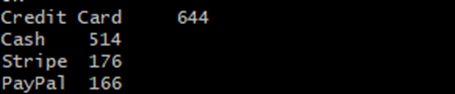 Credit Card 644
Cash 514
Stripe 176
PayPal 166